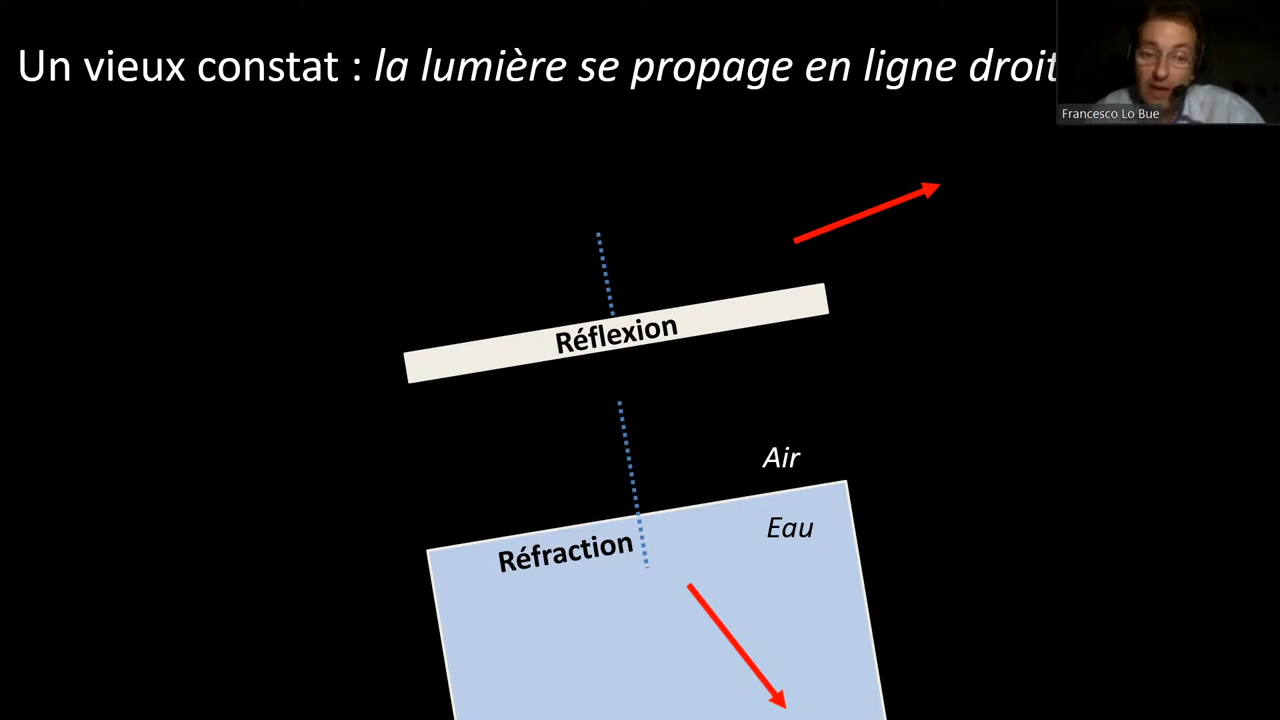 Un vieux constat : la lumière se propage en ligne droit
Francesco Lo Bue
Réflexion
Air
Eau
Réfraction